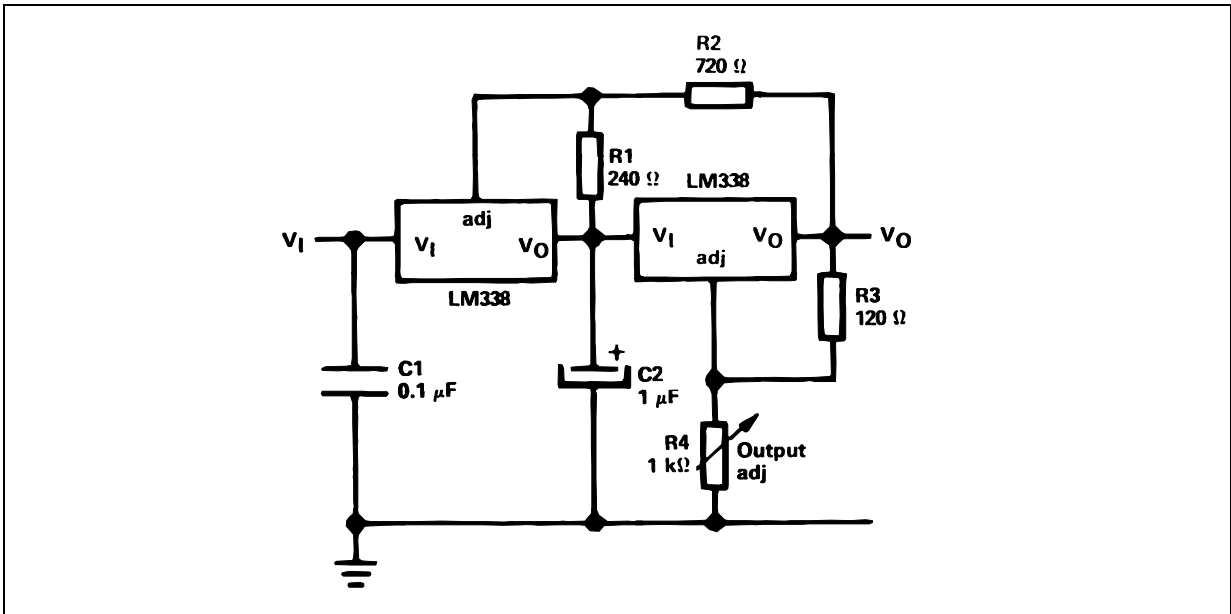 R2
720 Ω
R1
240 Ω
LM338
adj
VI
VI
VO
LM338
VI
VO
adj
VO
R3
120 Ω
C1
0.1 μF
+
C2
1 μF
R4
1 kΩ
Output
adj